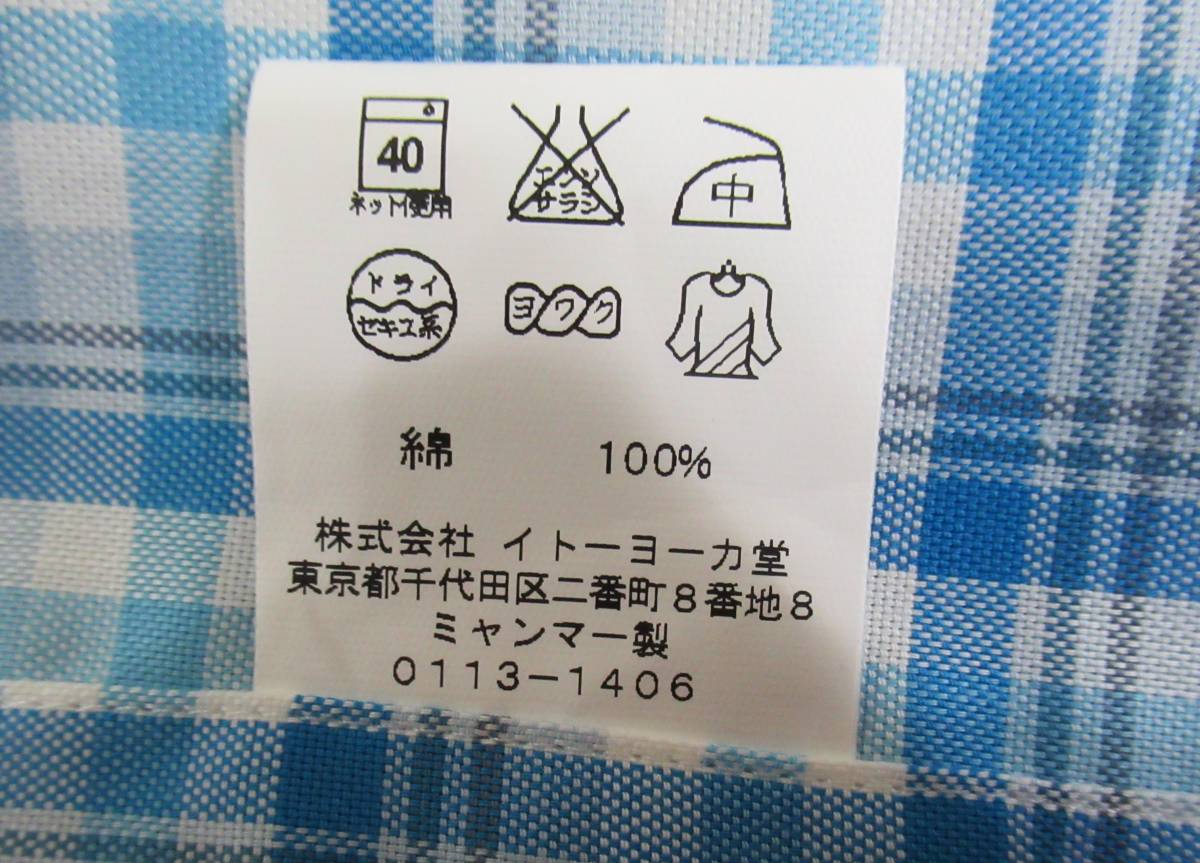 40
ネット使用
エンソ
サラシ
中
ドライ
セキユ系
ヨワク
綿 100%
株式会社 イトーヨーカ堂
東京都千代田区二番町8番地8
ミャンマー製
0113-1406